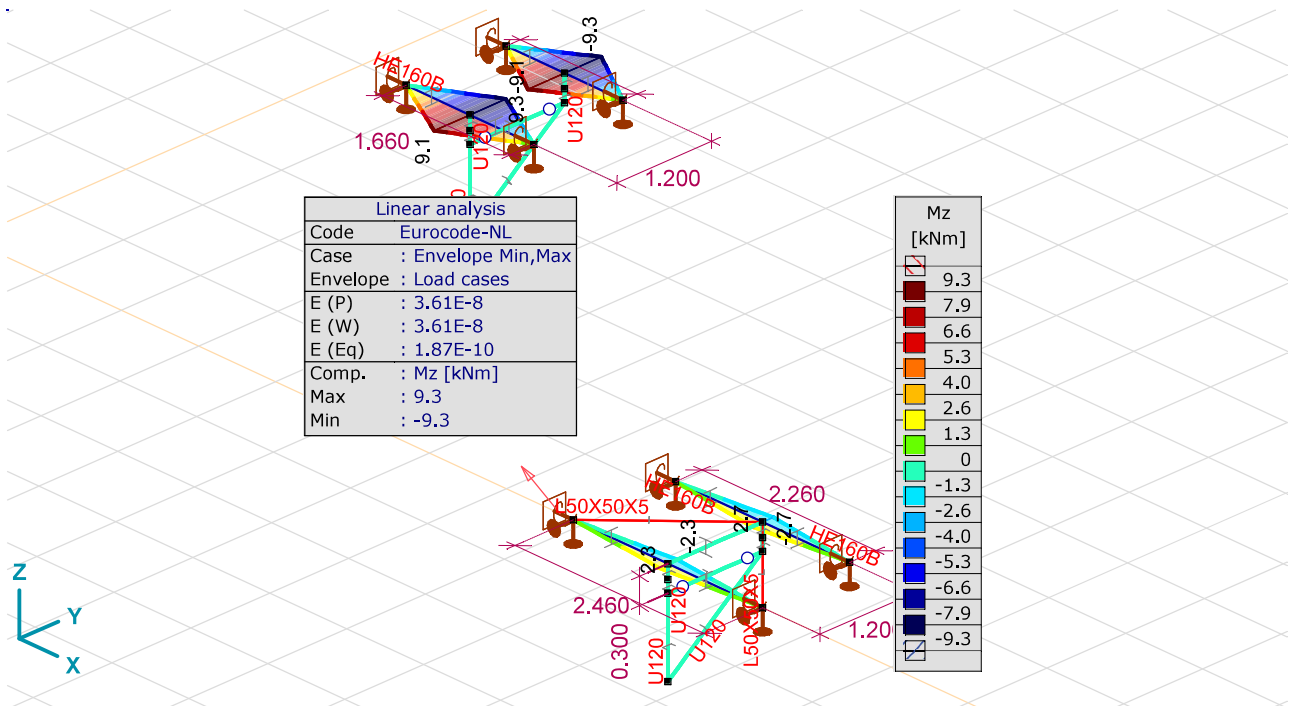 -9.3
HE160B
9.3
-9.1
U120
U120
1.660
9.1
1.200
Linear analysis
Code Eurocode-NL
Case : Envelope Min,Max
Envelope : Load cases
E (P) : 3.61E-8
E (W) : 3.61E-8
E (Eq) : 1.87E-10
Comp. : Mz [kNm]
Max : 9.3
Min : -9.3
Mz
[kNm]
9.3
7.9
6.6
5.3
4.0
2.6
1.3
0
-1.3
-2.6
-4.0
-5.3
-6.6
-7.9
-9.3
HE160B
2.260
L50X50X5
2.7
-2.7
-2.3
HE160B
2.3
2.460
U120
L50X50X5
1.20
0.300
U120
U120
Z
Y
X